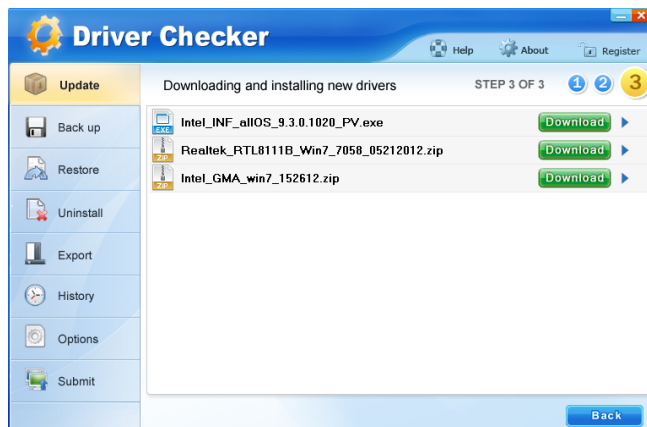 Driver Checker
Help
About
Register
Update
Downloading and installing new drivers
STEP 3 OF 3
1
2
3
Intel_INF_allOS_9.3.0.1020_PV.exe
Download
Realtek_RTL8111B_Win7_7058_05212012.zip
Download
Intel_GMA_win7_152612.zip
Download
EXE
ZIP
ZIP
Back up
Restore
Uninstall
Export
History
Options
Submit
Back